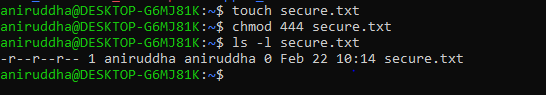 aniruddha@DESKTOP-G6MJ81K:~$ touch secure.txt
aniruddha@DESKTOP-G6MJ81K:~$ chmod 444 secure.txt
aniruddha@DESKTOP-G6MJ81K:~$ ls -l secure.txt
-r--r--r-- 1 aniruddha aniruddha 0 Feb 22 10:14 secure.txt
aniruddha@DESKTOP-G6MJ81K:~$